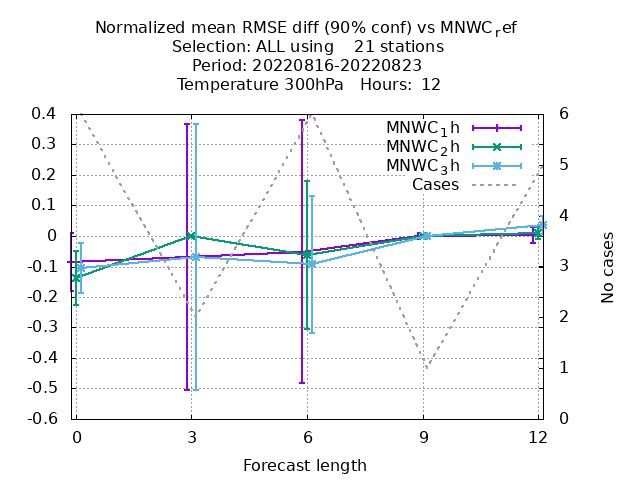 Normalized mean RMSE diff (90% conf) vs MNWC_ref
Selection: ALL using    21 stations
Period: 20220816-20220823
Temperature 300hPa   Hours:  12
0.4
0.3
0.2
0.1
0
-0.1
-0.2
-0.3
-0.4
-0.5
-0.6
MNWC_1h
MNWC_2h
MNWC_3h
Cases
6
5
4
3
2
1
0
No cases
0 3 6 9 12
Forecast length